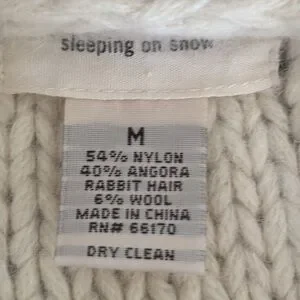 sleeping on snow
M
54% NYLON
40% ANGORA
RABBIT HAIR
6% WOOL
MADE IN CHINA
RN# 66170
DRY CLEAN